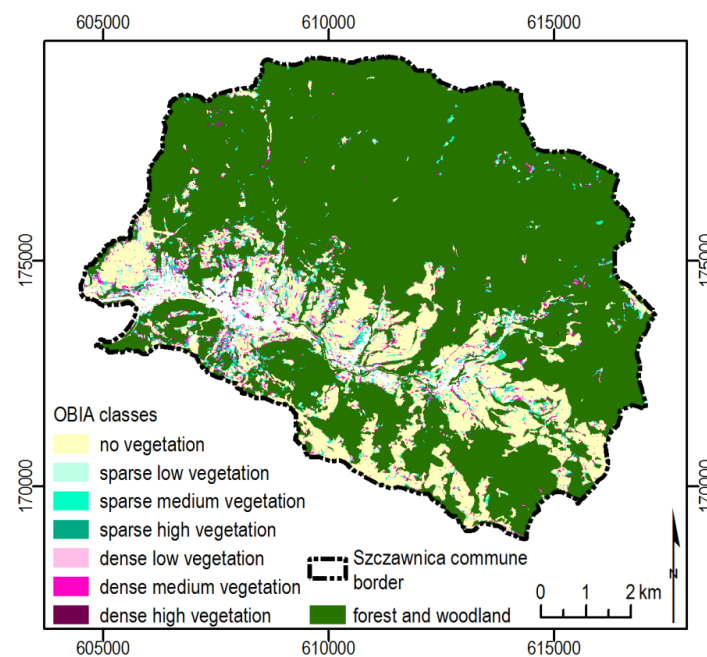 605000 610000 615000
175000 175000
170000 170000
OBIA classes
no vegetation
sparse low vegetation
sparse medium vegetation
sparse high vegetation
dense low vegetation
dense medium vegetation
dense high vegetation
Szczawnica commune
border
forest and woodland
0 1 2 km
N
605000 610000 615000